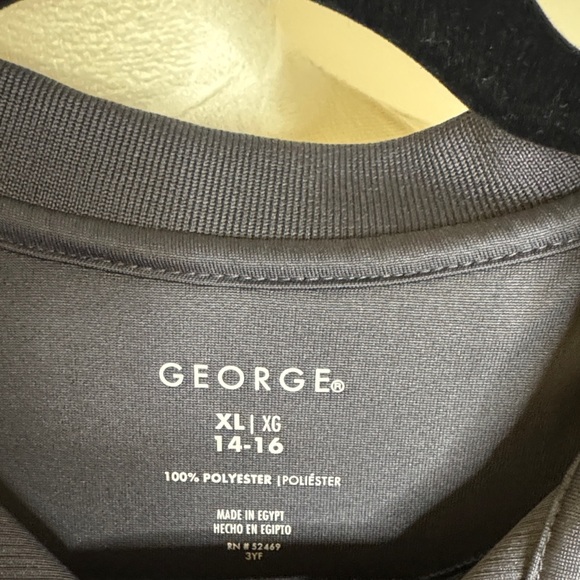 GEORGE®
XL | XG
14-16
100% POLYESTER | POLIÉSTER
MADE IN EGYPT
HECHO EN EGIPTO
RN # 52469
3YF